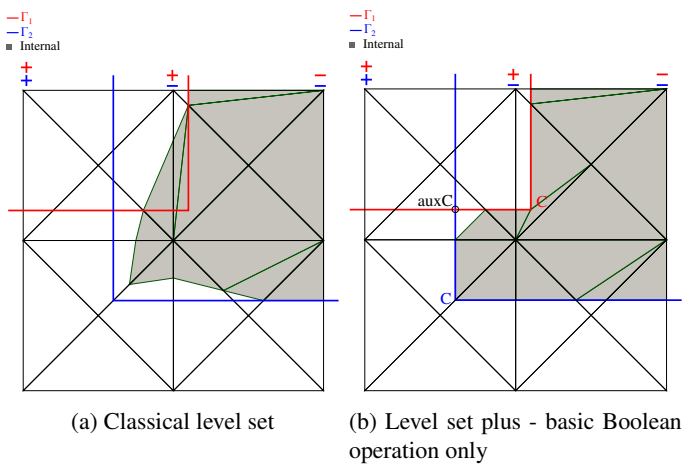 Γ₁
Γ₂
Internal
+ + −
+ − −
(a) Classical level set
Γ₁
Γ₂
Internal
+ + −
+ − −
auxC
C
C
(b) Level set plus - basic Boolean
operation only